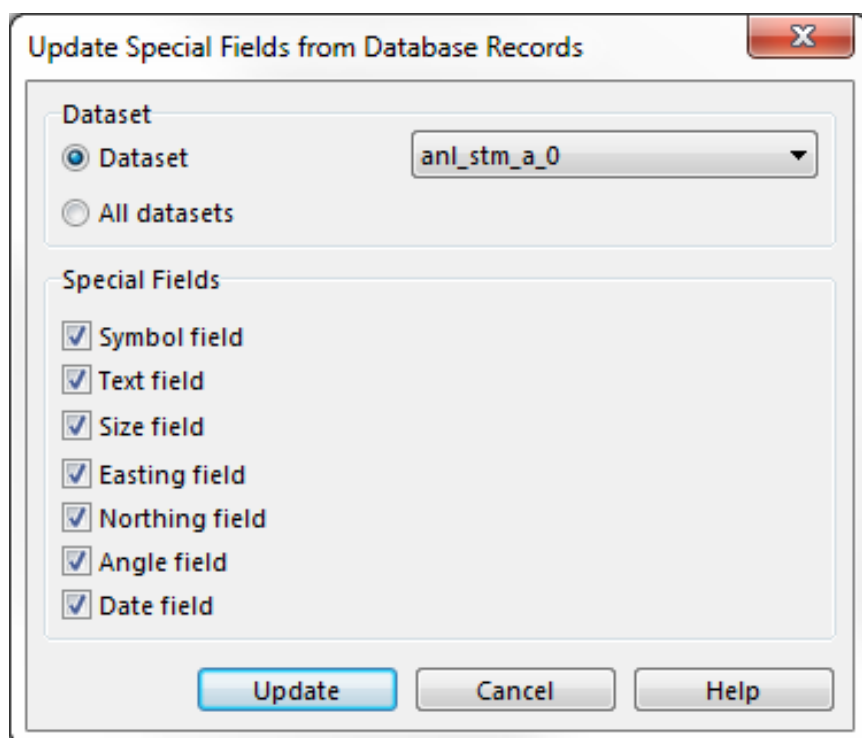 Update Special Fields from Database Records
Dataset
Dataset anl_stm_a_0
All datasets
Special Fields
Symbol field
Text field
Size field
Easting field
Northing field
Angle field
Date field
Update Cancel Help